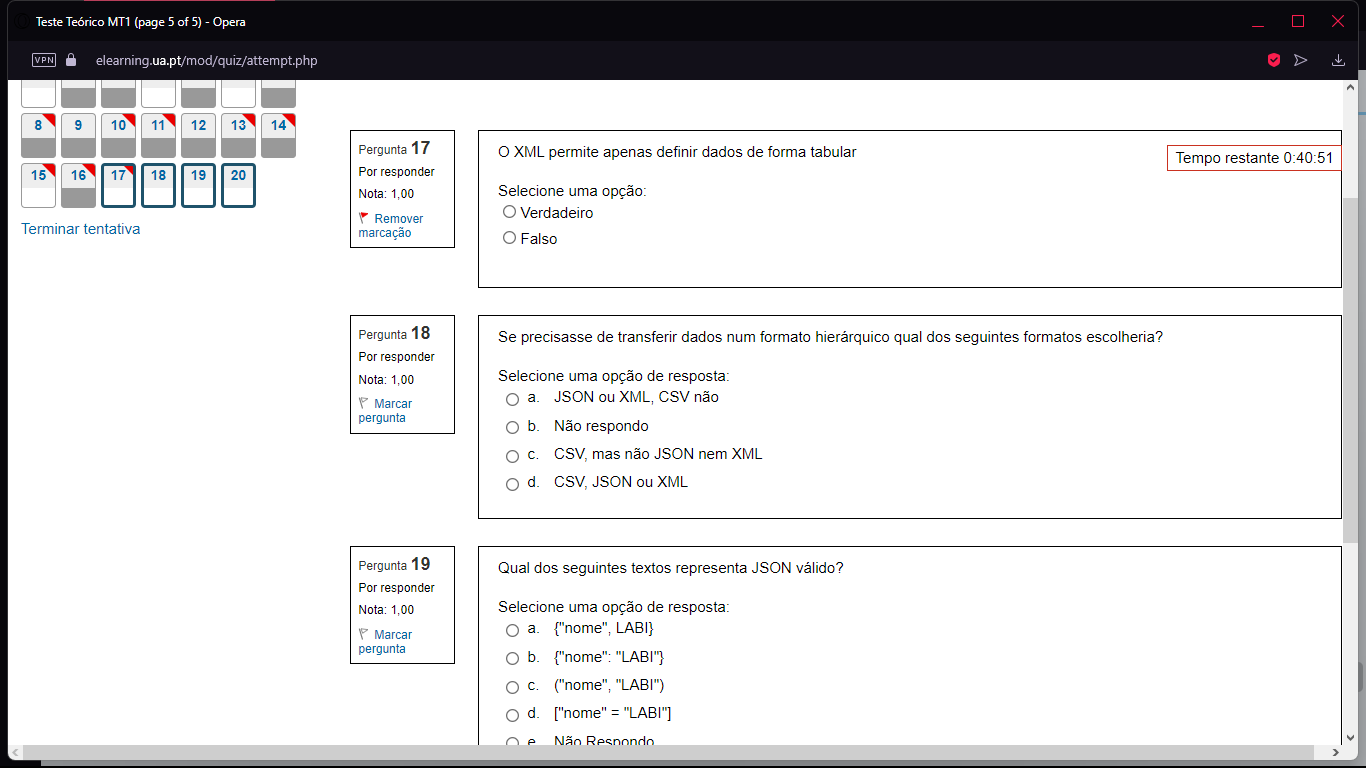 Teste Teórico MT1 (page 5 of 5) - Opera
VPN elearning.ua.pt/mod/quiz/attempt.php
8 9 10 11 12 13 14
15 16 17 18 19 20
Terminar tentativa
Pergunta 17
Por responder
Nota: 1,00
Remover
marcação
O XML permite apenas definir dados de forma tabular
Tempo restante 0:40:51
Selecione uma opção:
Verdadeiro
Falso
Pergunta 18
Por responder
Nota: 1,00
Marcar
pergunta
Se precisasse de transferir dados num formato hierárquico qual dos seguintes formatos escolheria?
Selecione uma opção de resposta:
a. JSON ou XML, CSV não
b. Não respondo
c. CSV, mas não JSON nem XML
d. CSV, JSON ou XML
Pergunta 19
Por responder
Nota: 1,00
Marcar
pergunta
Qual dos seguintes textos representa JSON válido?
Selecione uma opção de resposta:
a. {"nome", LABI}
b. {"nome": "LABI"}
c. ("nome", "LABI")
d. ["nome" = "LABI"]
e. Não Respondo